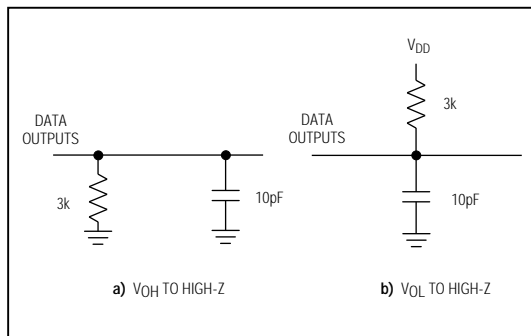 DATA
OUTPUTS
3k
10pF
a) VOH TO HIGH-Z
VDD
3k
DATA
OUTPUTS
10pF
b) VOL TO HIGH-Z